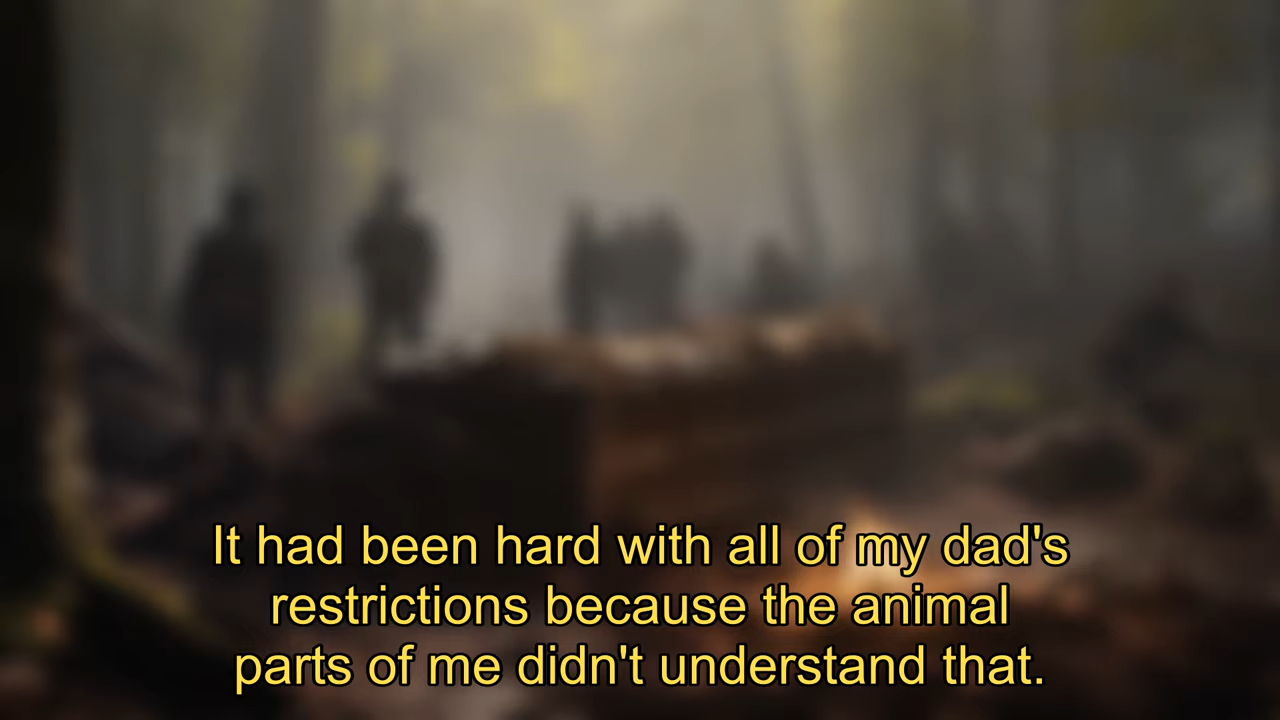 It had been hard with all of my dad's
restrictions because the animal
parts of me didn't understand that.